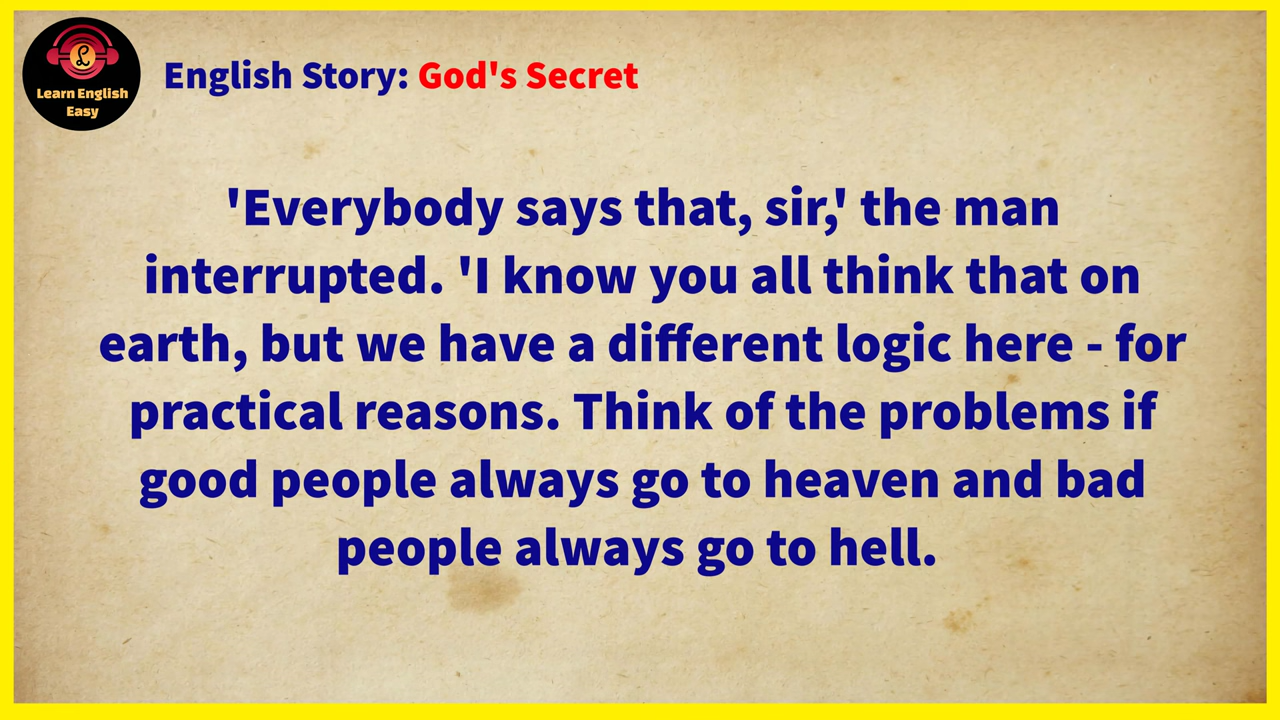 Learn English
Easy
English Story: God's Secret
'Everybody says that, sir,' the man
interrupted. 'I know you all think that on
earth, but we have a different logic here - for
practical reasons. Think of the problems if
good people always go to heaven and bad
people always go to hell.